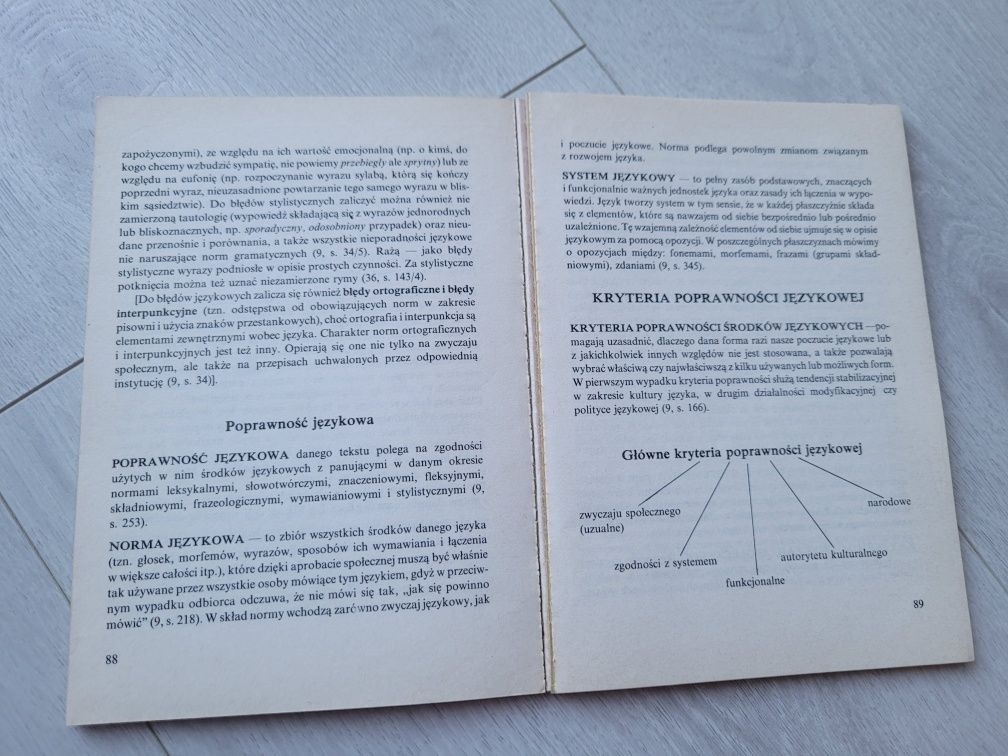 zapożyczonymi), ze względu na ich wartość emocjonalną (np. o kimś, do
kogo chcemy wzbudzić sympatię, nie powiemy przebiegły ale sprytny) lub ze
względu na eufonię (np. rozpoczynanie wyrazu sylabą, którą się kończy
poprzedni wyraz, nieuzasadnione powtarzanie tego samego wyrazu w blis-
kim sąsiedztwie). Do błędów stylistycznych zaliczyć można również nie
zamierzoną tautologię (wypowiedź składającą się z wyrazów jednorodnych
lub bliskoznacznych, np. sporadyczny, odosobniony przypadek) oraz nieu-
dane przenośnie i porównania, a także wszystkie nieporadności językowe
nie naruszające norm gramatycznych (9, s. 34/5). Rażą — jako błędy
stylistyczne wyrazy podniosłe w opisie prostych czynności. Za stylistyczne
potknięcia można też uznać niezamierzone rymy (36, s. 143/4).
[Do błędów językowych zalicza się również błędy ortograficzne i błędy
interpunkcyjne (tzn. odstępstwa od obowiązujących norm w zakresie
pisowni i użycia znaków przestankowych), choć ortografia i interpunkcja są
elementami zewnętrznymi wobec języka. Charakter norm ortograficznych
i interpunkcyjnych jest też inny. Opierają się one nie tylko na zwyczaju
społecznym, ale także na przepisach uchwalonych przez odpowiednią
instytucję (9, s. 34)].
Poprawność językowa
POPRAWNOŚĆ JĘZYKOWA danego tekstu polega na zgodności
użytych w nim środków językowych z panującymi w danym okresie
normami leksykalnymi, słowotwórczymi, znaczeniowymi, fleksyjnymi,
składniowymi, frazeologicznymi, wymawianiowymi i stylistycznymi (9,
s. 253).
NORMA JĘZYKOWA — to zbiór wszystkich środków danego języka
(tzn. głosek, morfemów, wyrazów, sposobów ich wymawiania i łączenia
w większe całości itp.), które dzięki aprobacie społecznej muszą być właśnie
tak używane przez wszystkie osoby mówiące tym językiem, gdyż w przeciw-
nym wypadku odbiorca odczuwa, że nie mówi się tak, „jak się powinno
mówić” (9, s. 218). W skład normy wchodzą zarówno zwyczaj językowy, jak
88
i poczucie językowe. Norma podlega powolnym zmianom związanym
z rozwojem języka.
SYSTEM JĘZYKOWY — to pełny zasób podstawowych, znaczących
i funkcjonalnie ważnych jednostek języka oraz zasady ich łączenia w wypo-
wiedzi. Język tworzy system w tym sensie, że w każdej płaszczyźnie składa
się z elementów, które są nawzajem od siebie bezpośrednio lub pośrednio
uzależnione. Tę wzajemną zależność elementów od siebie ujmuje się w opisie
językowym za pomocą opozycji. W poszczególnych płaszczyznach mówimy
o opozycjach między: fonemami, morfemami, frazami (grupami skład-
niowymi), zdaniami (9, s. 345).
KRYTERIA POPRAWNOŚCI JĘZYKOWEJ
KRYTERIA POPRAWNOŚCI ŚRODKÓW JĘZYKOWYCH —po-
magają uzasadnić, dlaczego dana forma razi nasze poczucie językowe lub
z jakichkolwiek innych względów nie jest stosowana, a także pozwalają
wybrać właściwą czy najwłaściwszą z kilku używanych lub możliwych form.
W pierwszym wypadku kryteria poprawności służą tendencji stabilizacyjnej
w zakresie kultury języka, w drugim działalności modyfikacyjnej czy
polityce językowej (9, s. 166).
Główne kryteria poprawności językowej
zwyczaju społecznego
(uzualne)
zgodności z systemem
funkcjonalne
autorytetu kulturalnego
narodowe
89